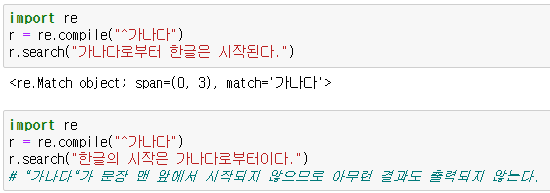 import re
r = re.compile("^가나다")
r.search("가나다로부터 한글은 시작된다.")
<re.Match object; span=(0, 3), match='가나다'>
import re
r = re.compile("^가나다")
r.search("한글의 시작은 가나다로부터이다.")
# "가나다"가 문장 맨 앞에서 시작되지 않으므로 아무런 결과도 출력되지 않는다.